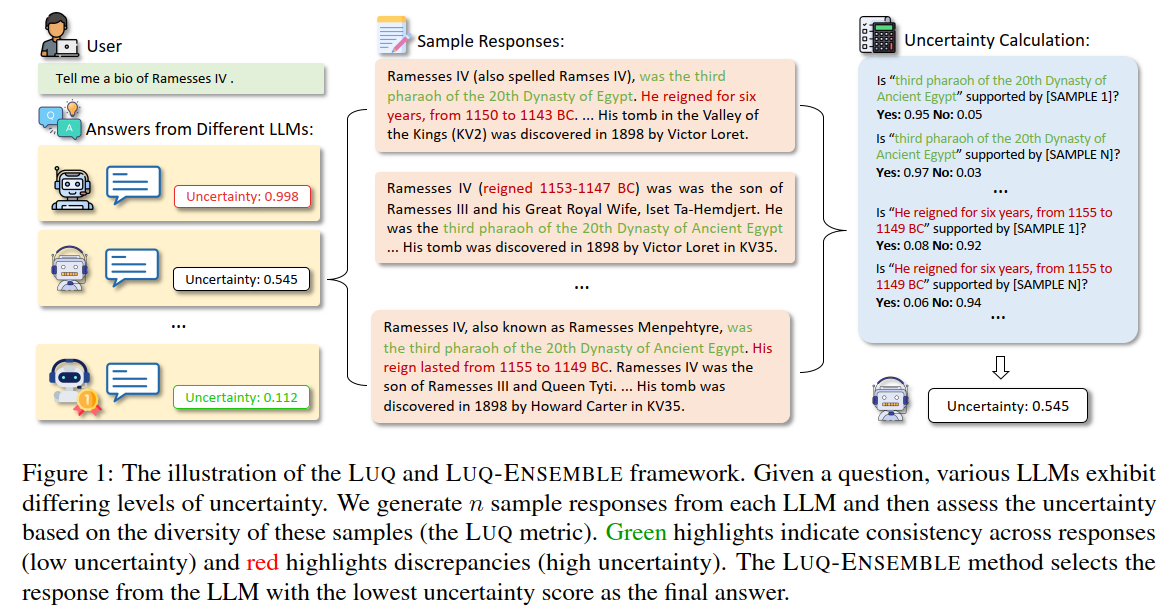 User
Tell me a bio of Ramesses IV .
Q
A
Answers from Different LLMs:
Uncertainty: 0.998
Uncertainty: 0.545
...
1
Uncertainty: 0.112
Sample Responses:
Ramesses IV (also spelled Ramses IV), was the third
pharaoh of the 20th Dynasty of Egypt. He reigned for six
years, from 1150 to 1143 BC. ... His tomb in the Valley of
the Kings (KV2) was discovered in 1898 by Victor Loret.
Ramesses IV (reigned 1153-1147 BC) was was the son of
Ramesses III and his Great Royal Wife, Iset Ta-Hemdjert. He
was the third pharaoh of the 20th Dynasty of Ancient Egypt
... His tomb was discovered in 1898 by Victor Loret in KV35.
...
Ramesses IV, also known as Ramesses Menpehtyre, was
the third pharaoh of the 20th Dynasty of Ancient Egypt. His
reign lasted from 1155 to 1149 BC. Ramesses IV was the
son of Ramesses III and Queen Tyti. ... His tomb was
discovered in 1898 by Howard Carter in KV35.
Uncertainty Calculation:
Is “third pharaoh of the 20th Dynasty of
Ancient Egypt” supported by [SAMPLE 1]?
Yes: 0.95 No: 0.05
Is “third pharaoh of the 20th Dynasty of
Ancient Egypt” supported by [SAMPLE N]?
Yes: 0.97 No: 0.03
...
Is “He reigned for six years, from 1155 to
1149 BC” supported by [SAMPLE 1]?
Yes: 0.08 No: 0.92
Is “He reigned for six years, from 1155 to
1149 BC” supported by [SAMPLE N]?
Yes: 0.06 No: 0.94
...
Uncertainty: 0.545
Figure 1: The illustration of the LUQ and LUQ-ENSEMBLE framework. Given a question, various LLMs exhibit
differing levels of uncertainty. We generate n sample responses from each LLM and then assess the uncertainty
based on the diversity of these samples (the LUQ metric). Green highlights indicate consistency across responses
(low uncertainty) and red highlights discrepancies (high uncertainty). The LUQ-ENSEMBLE method selects the
response from the LLM with the lowest uncertainty score as the final answer.